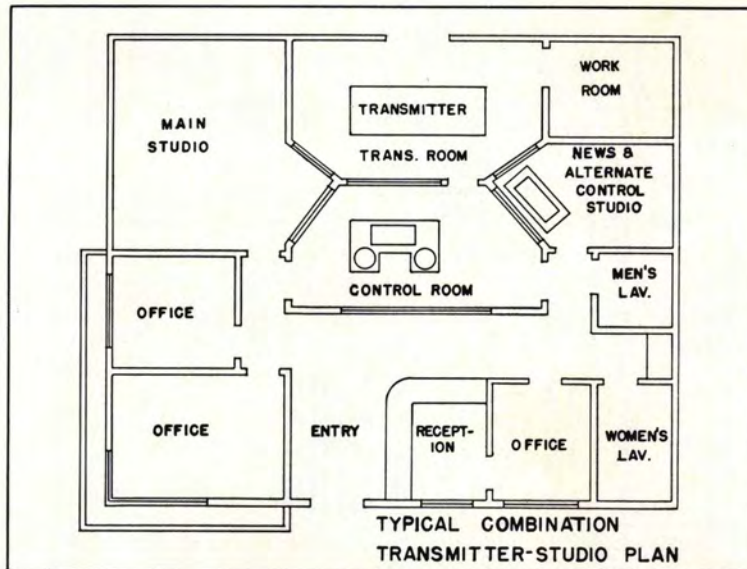 MAIN
STUDIO
TRANSMITTER
TRANS. ROOM
WORK
ROOM
NEWS &
ALTERNATE
CONTROL
STUDIO
CONTROL ROOM
MEN'S
LAV.
OFFICE
OFFICE
ENTRY
RECEPT-
ION
OFFICE
WOMEN'S
LAV.
TYPICAL COMBINATION
TRANSMITTER-STUDIO PLAN